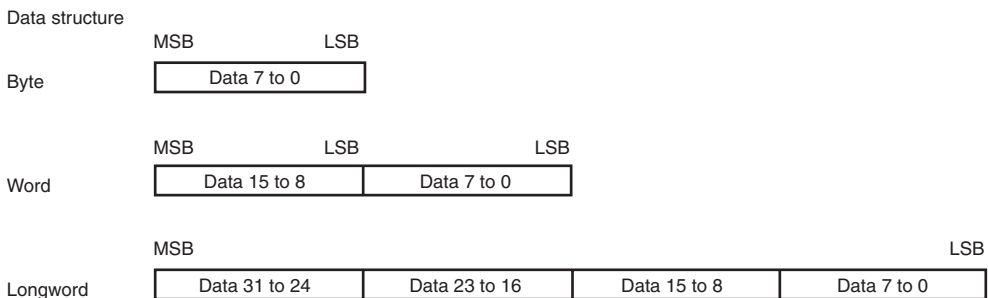 Data structure
MSB LSB
Byte Data 7 to 0
MSB LSB LSB
Word Data 15 to 8 Data 7 to 0
MSB LSB
Longword Data 31 to 24 Data 23 to 16 Data 15 to 8 Data 7 to 0